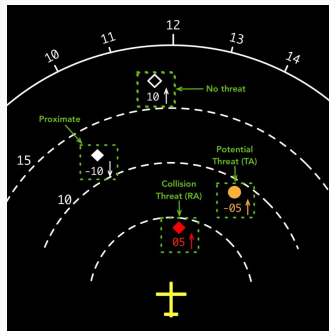 12
11
13
10
14
No threat
10 ↑
Proximate
15
-10 ↓
Potential
Threat (TA)
10
Collision
Threat (RA)
-05 ↑
05 ↑